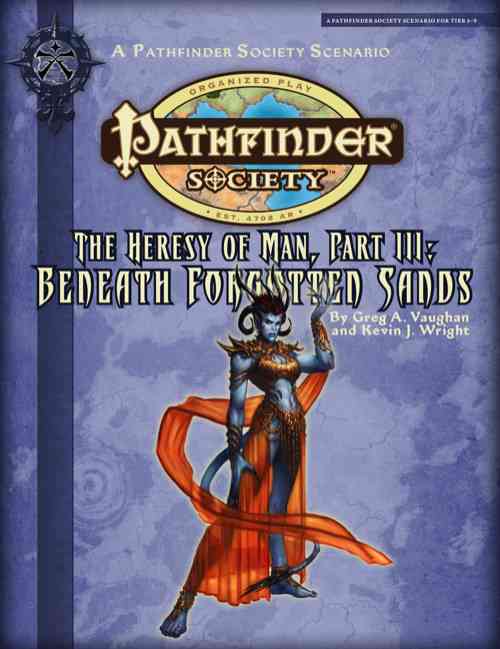 A PATHFINDER SOCIETY SCENARIO FOR TIER 5–9
A PATHFINDER SOCIETY SCENARIO
ORGANIZED PLAY
PATHFINDER®
SOCIETY™
• EST. 4708 AR •
THE HERESY OF MAN, PART III:
BENEATH FORGOTTEN SANDS
By Greg A. Vaughan
and Kevin J. Wright